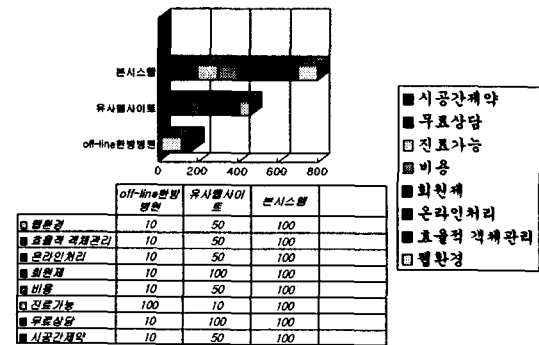 본시스템
유사웹사이트
off-line한방병원
0 200 400 600 800
시공간제약
무료상담
진료가능
비용
회원제
온라인처리
효율적 객체관리
웹환경
off-line한방병원 유사웹사이트 본시스템
웹환경 10 50 100
효율적 객체관리 10 50 100
온라인처리 10 50 100
회원제 10 100 100
비용 10 50 100
진료가능 100 10 100
무료상담 10 100 100
시공간제약 10 50 100